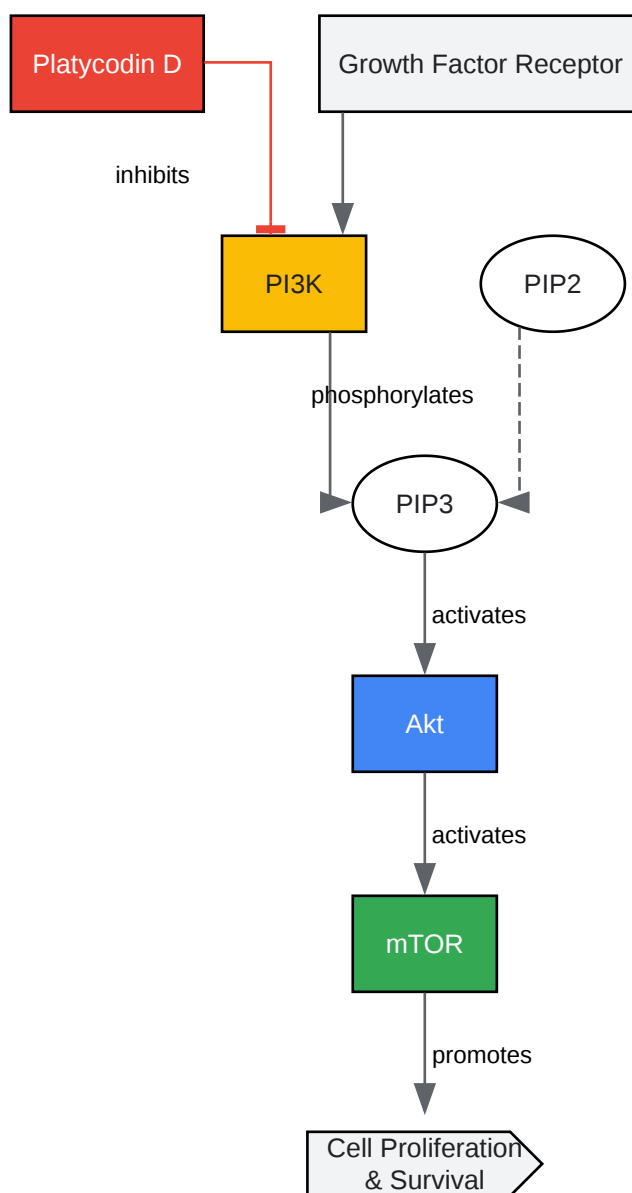 Platycodin D
Growth Factor Receptor
inhibits
PI3K
PIP2
phosphorylates
PIP3
activates
Akt
activates
mTOR
promotes
Cell Proliferation
& Survival